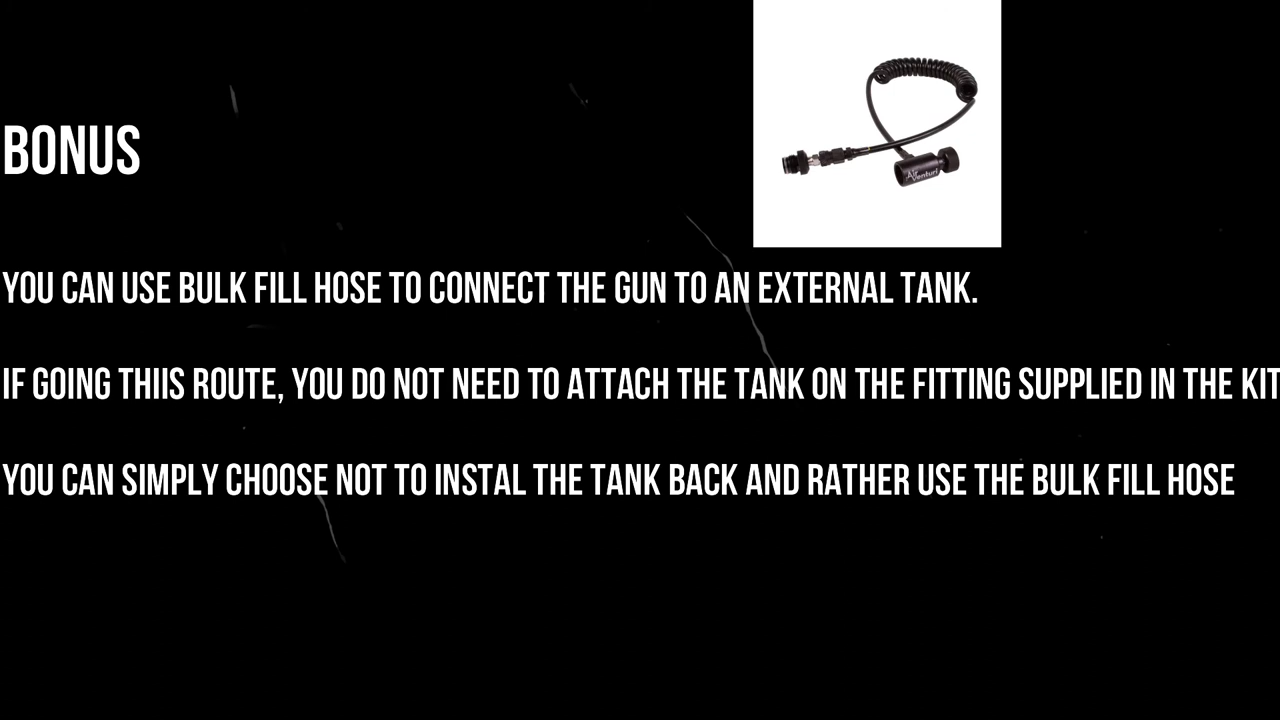 Air
Venturi
BONUS
YOU CAN USE BULK FILL HOSE TO CONNECT THE GUN TO AN EXTERNAL TANK.
IF GOING THIIS ROUTE, YOU DO NOT NEED TO ATTACH THE TANK ON THE FITTING SUPPLIED IN THE KIT
YOU CAN SIMPLY CHOOSE NOT TO INSTAL THE TANK BACK AND RATHER USE THE BULK FILL HOSE